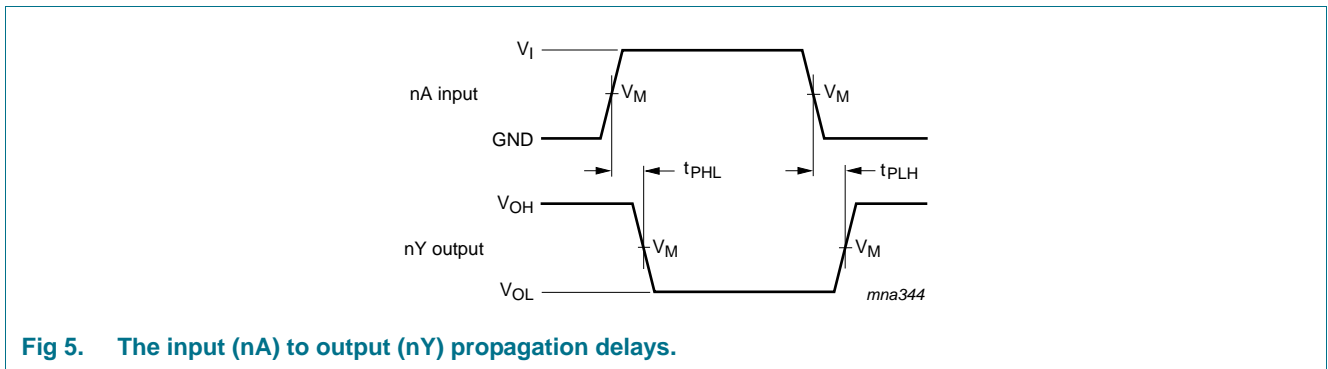 VI
nA input
VM
VM
GND
tPHL
tPLH
VOH
nY output
VM
VM
VOL
mna344
Fig 5. The input (nA) to output (nY) propagation delays.